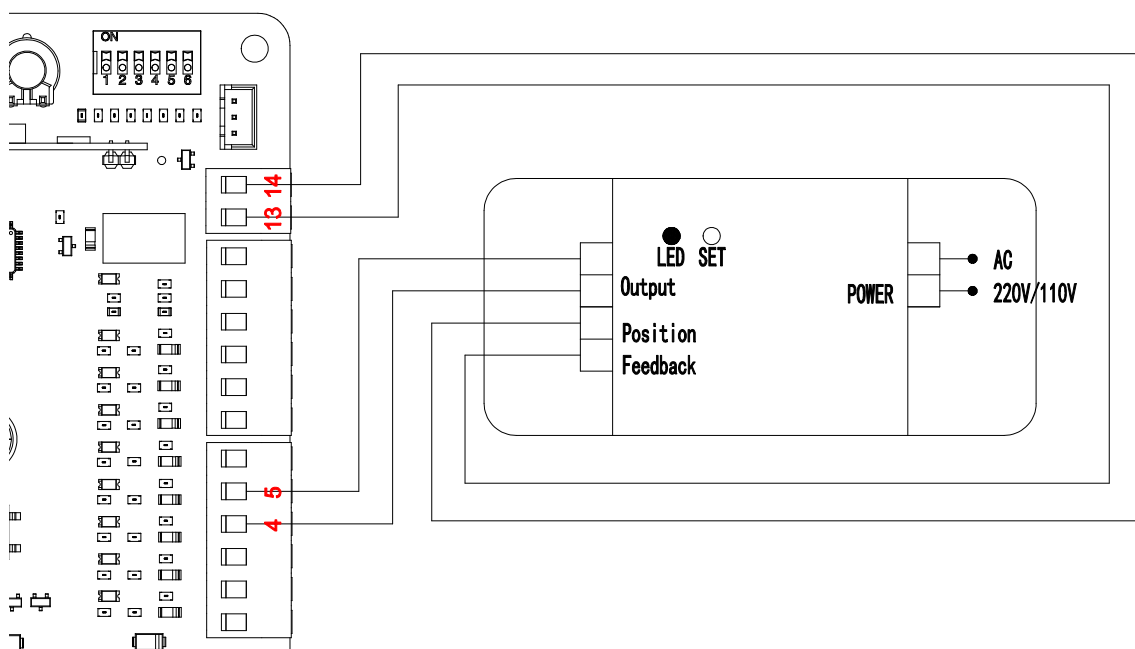 ON
1 2 3 4 5 6
14
13
LED SET
AC
Output
POWER
220V/110V
Position
Feedback
5
4